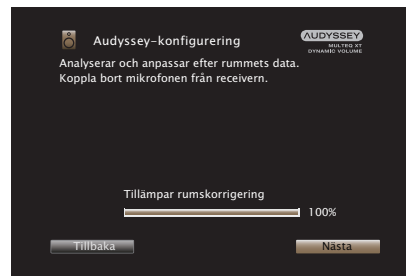 Audyssey-konfigurering
AUDYSSEY
MULTEQ XT
DYNAMIC VOLUME
Analyserar och anpassar efter rummets data.
Koppla bort mikrofonen från receivern.
Tillämpar rumskorrigering
100%
Tillbaka
Nästa